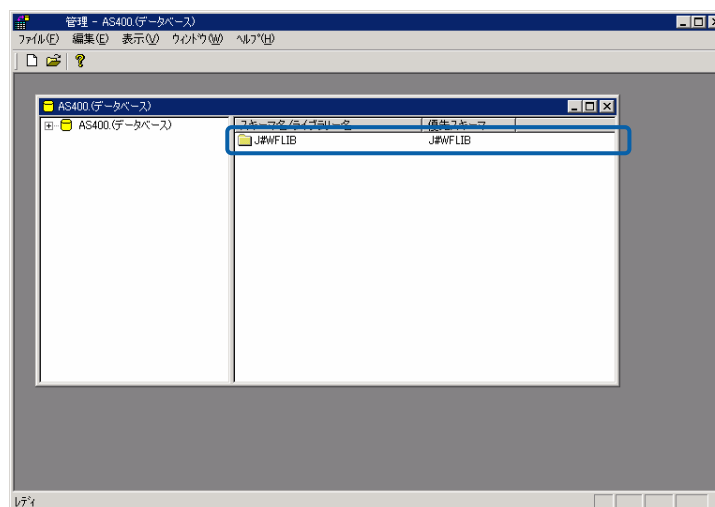 管理 - AS400.(データベース)
ファイル(F) 編集(E) 表示(V) ウィンドウ(W) ヘルプ(H)
AS400.(データベース)
AS400.(データベース)
スキーマ名/ライブラリー名 優先スキーマ
J#WFLIB J#WFLIB
レディ